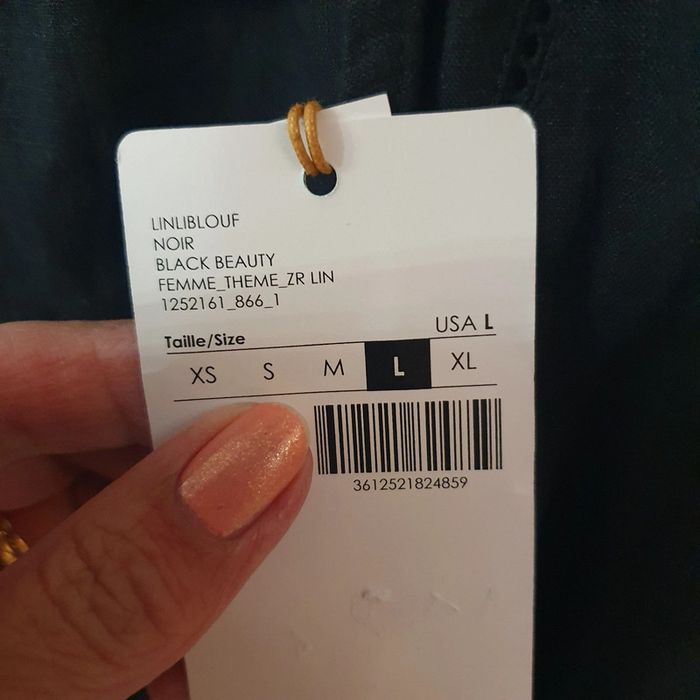 LINLIBLOUF
NOIR
BLACK BEAUTY
FEMME_THEME_ZR LIN
1252161_866_1
Taille/Size USA L
XS S M L XL
3612521824859